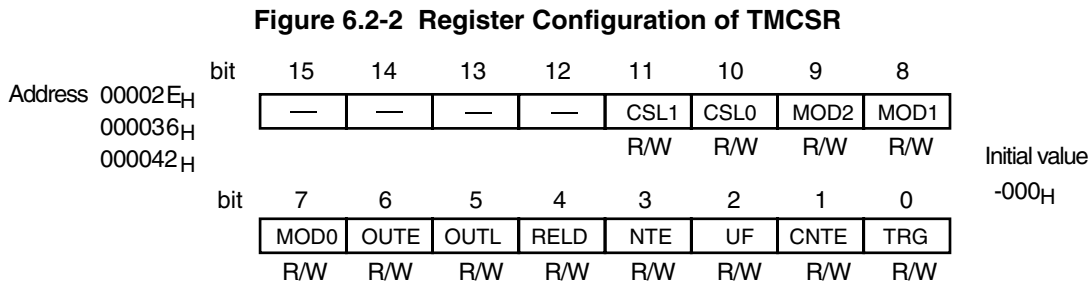 Figure 6.2-2 Register Configuration of TMCSR
bit 15 14 13 12 11 10 9 8
Address 00002EH — — — — CSL1 CSL0 MOD2 MOD1
000036H R/W R/W R/W R/W
000042H
Initial value
-000H
bit 7 6 5 4 3 2 1 0
MOD0 OUTE OUTL RELD NTE UF CNTE TRG
R/W R/W R/W R/W R/W R/W R/W R/W